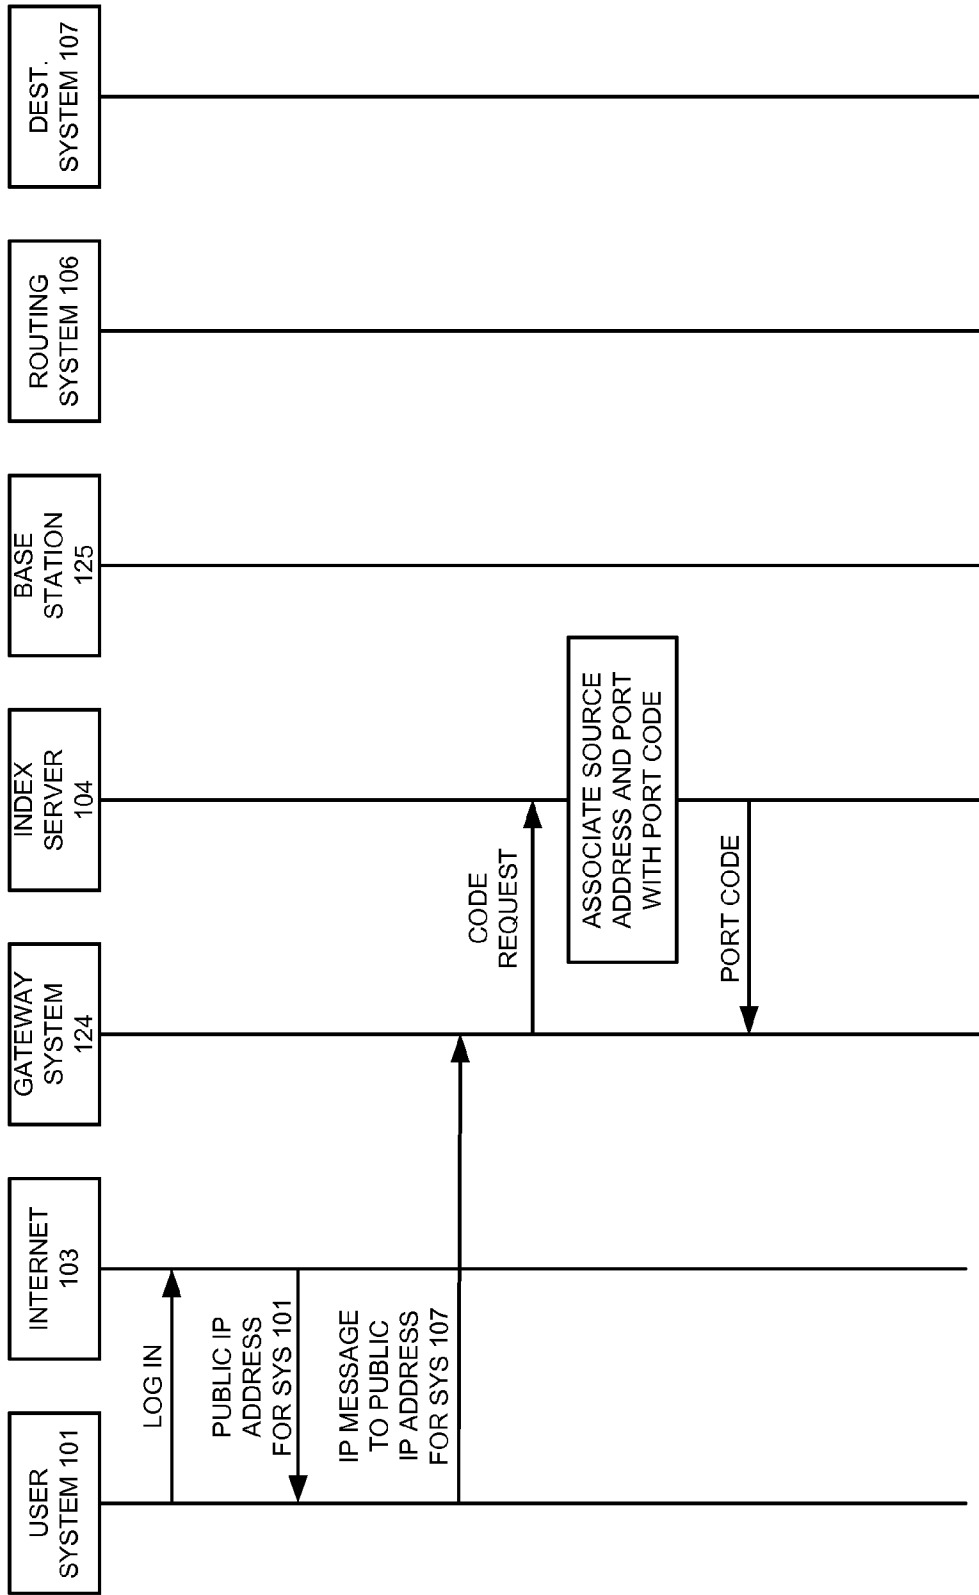 USER
SYSTEM 101
INTERNET
103
GATEWAY
SYSTEM
124
INDEX
SERVER
104
BASE
STATION
125
ROUTING
SYSTEM 106
DEST.
SYSTEM 107
LOG IN
PUBLIC IP
ADDRESS
FOR SYS 101
IP MESSAGE
TO PUBLIC
IP ADDRESS
FOR SYS 107
CODE
REQUEST
ASSOCIATE SOURCE
ADDRESS AND PORT
WITH PORT CODE
PORT CODE